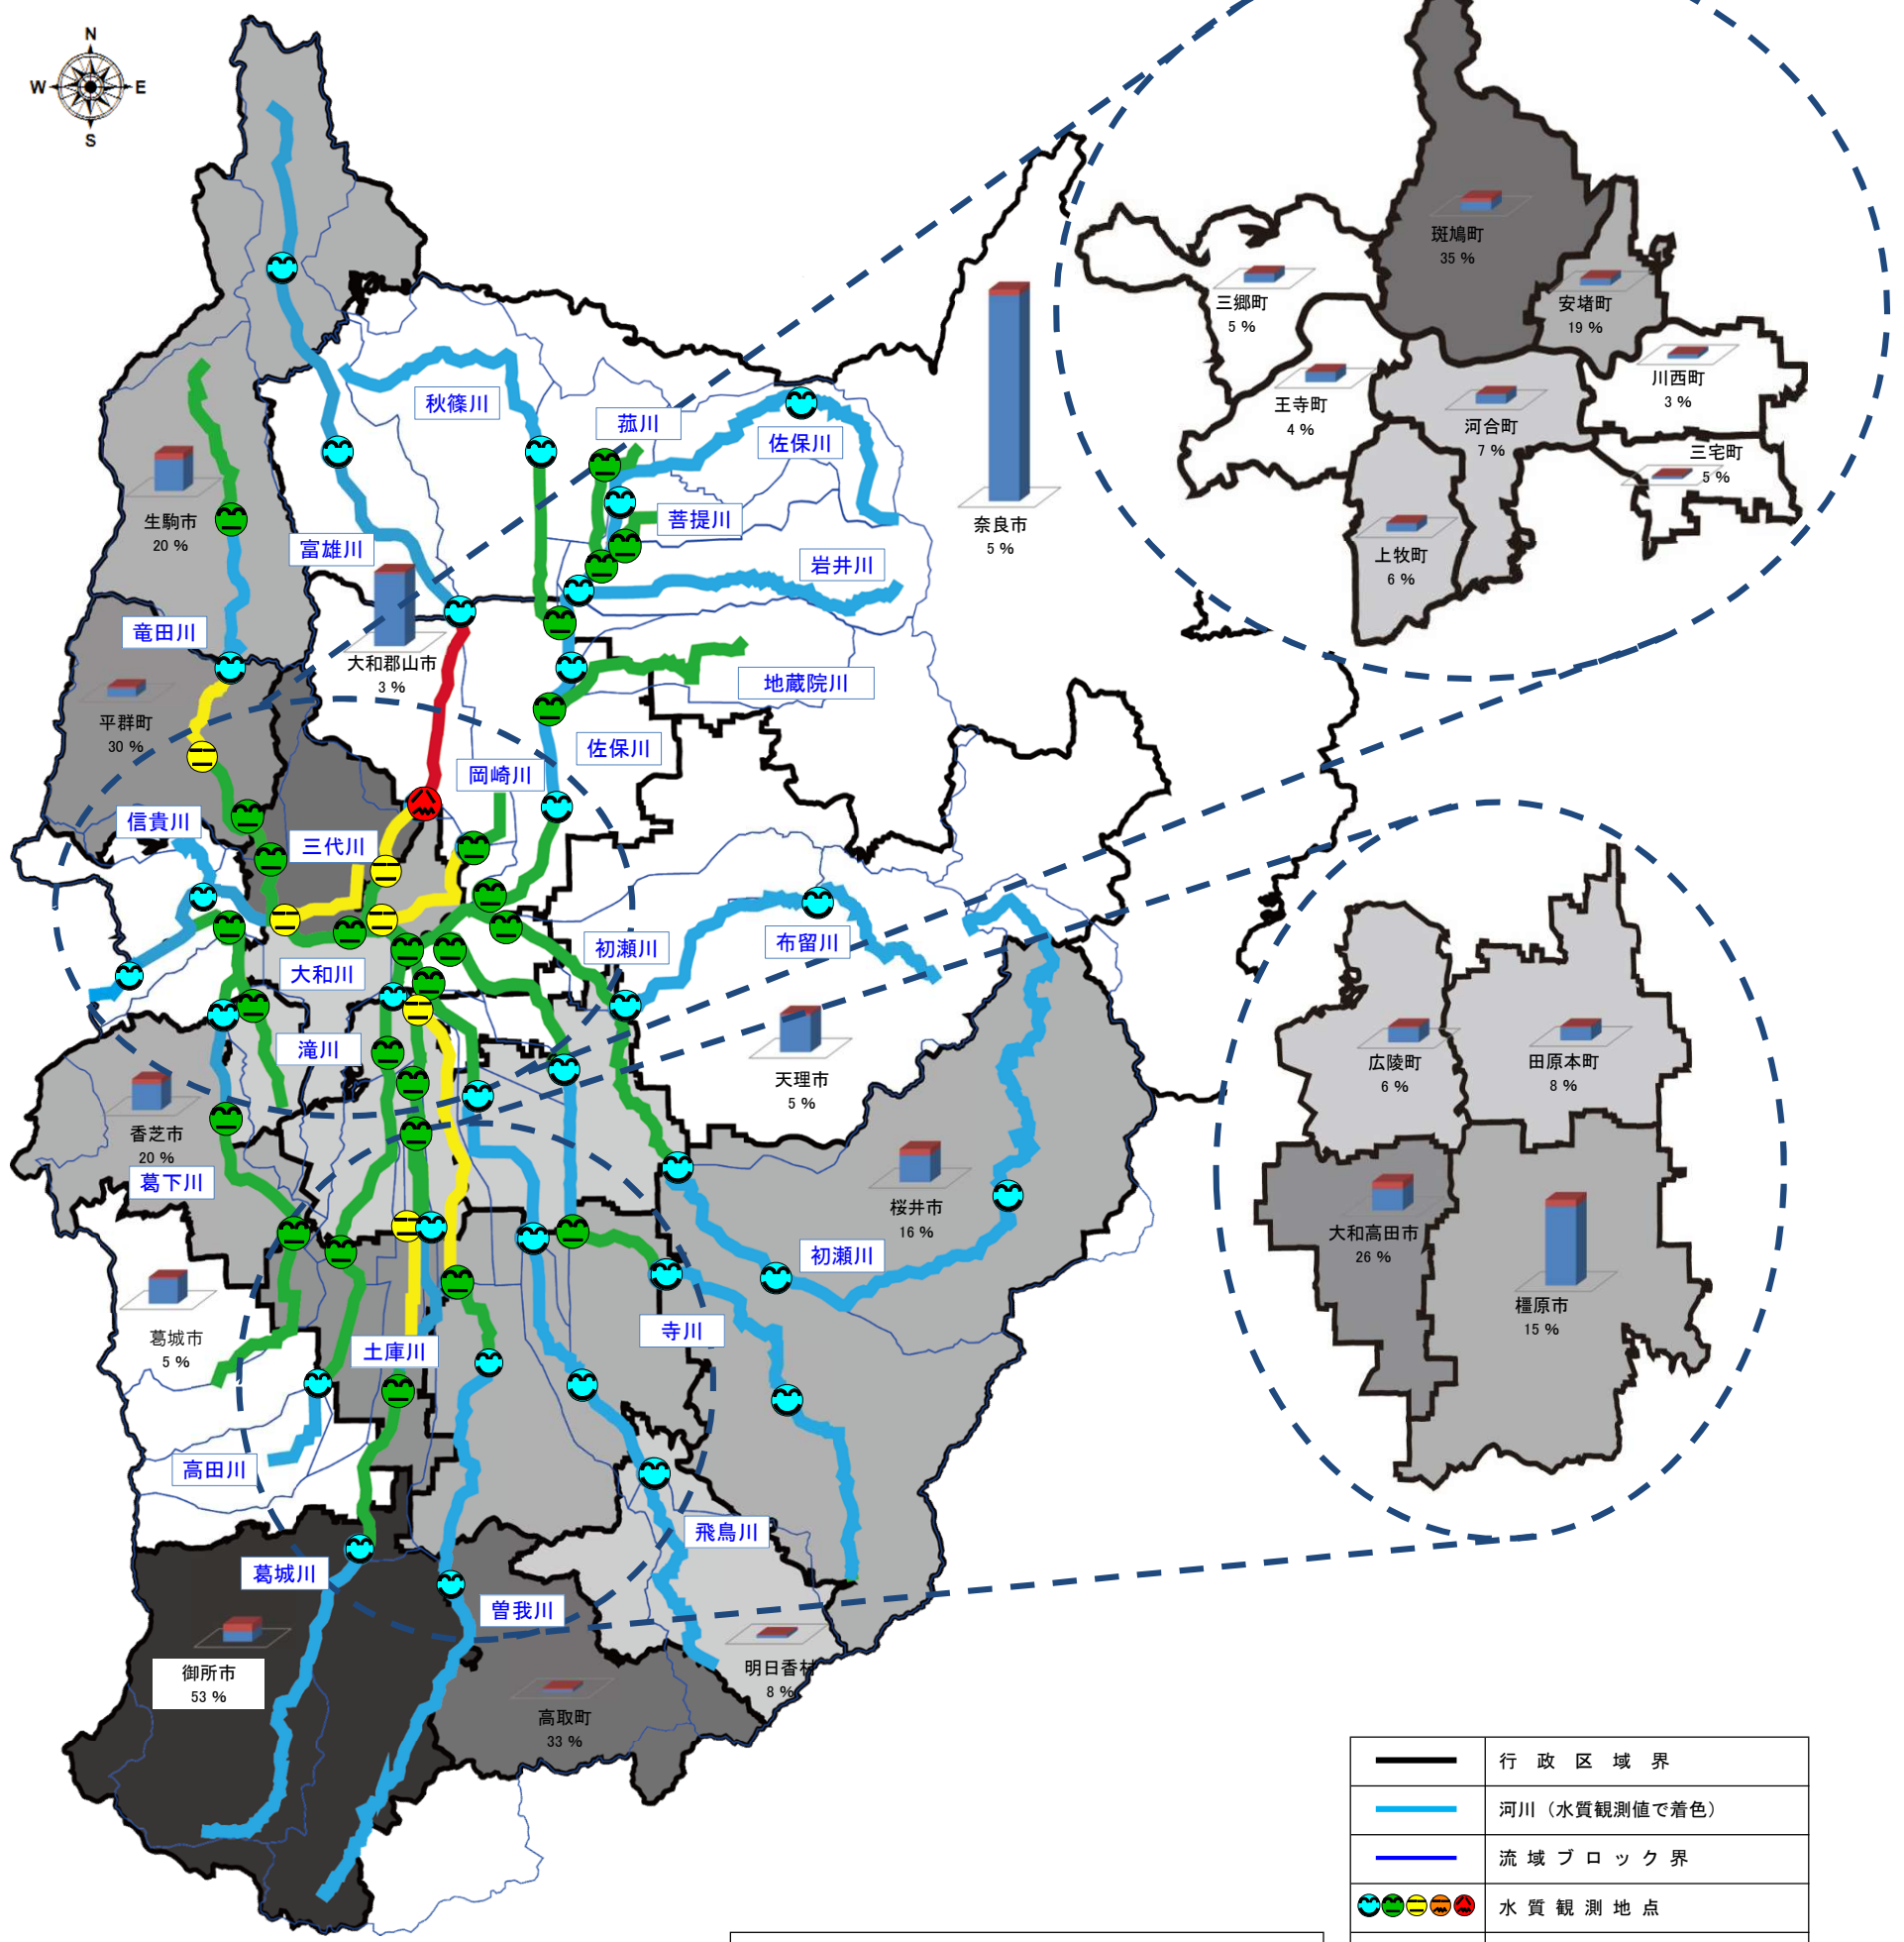 N
W
E
S
斑鳩町
35 %
三郷町
5 %
安堵町
19 %
川西町
3 %
王寺町
4 %
河合町
7 %
三宅町
5 %
上牧町
6 %
秋篠川
菰川
佐保川
菩提川
奈良市
5 %
生駒市
20 %
富雄川
岩井川
竜田川
大和郡山市
3 %
地蔵院川
平群町
30 %
佐保川
岡崎川
信貴川
三代川
初瀬川
布留川
大和川
滝川
天理市
5 %
広陵町
6 %
田原本町
8 %
香芝市
20 %
葛下川
桜井市
16 %
大和高田市
26 %
初瀬川
橿原市
15 %
葛城市
5 %
土庫川
寺川
高田川
飛鳥川
葛城川
曽我川
御所市
53 %
明日香村
8 %
高取町
33 %
行政区域界
河川（水質観測値で着色）
流域ブロック界
水質観測地点